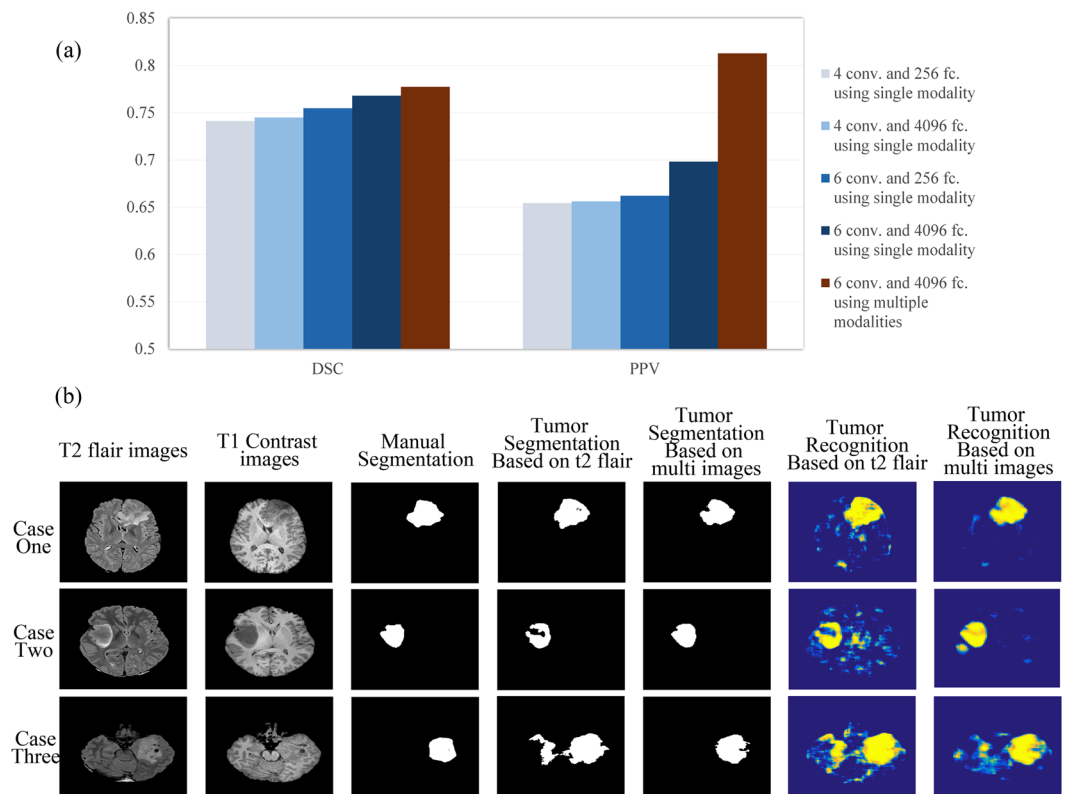 (a)
0.85
0.8
0.75
0.7
0.65
0.6
0.55
0.5
DSC
PPV
4 conv. and 256 fc.
using single modality
4 conv. and 4096 fc.
using single modality
6 conv. and 256 fc.
using single modality
6 conv. and 4096 fc.
using single modality
6 conv. and 4096 fc.
using multiple
modalities
(b)
T2 flair images
T1 Contrast
images
Manual
Segmentation
Tumor
Segmentation
Based on t2 flair
Tumor
Segmentation
Based on
multi images
Tumor
Recognition
Based on t2 flair
Tumor
Recognition
Based on
multi images
Case
One
Case
Two
Case
Three